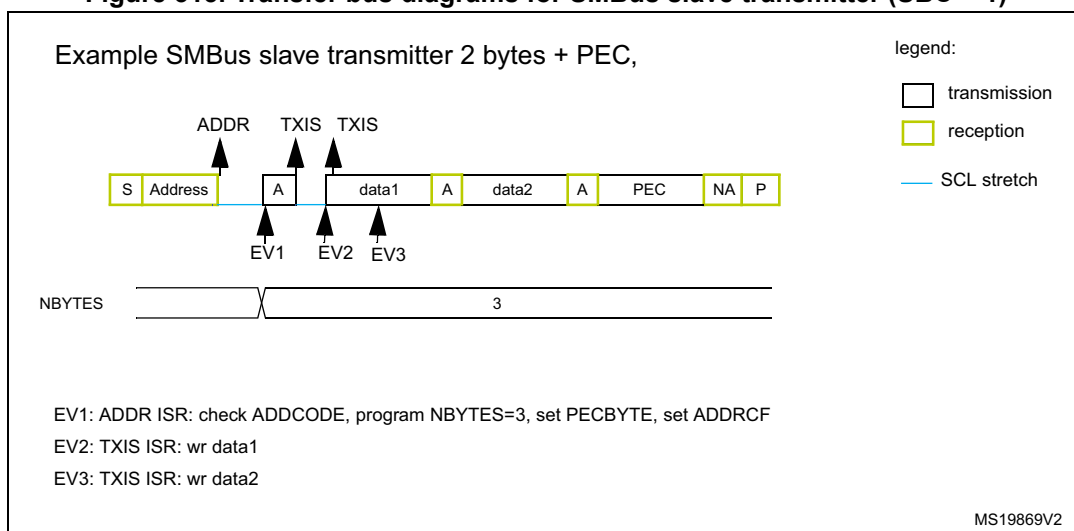 Example SMBus slave transmitter 2 bytes + PEC,
legend:
transmission
reception
SCL stretch
ADDR TXIS TXIS
S Address A data1 A data2 A PEC NA P
EV1 EV2 EV3
NBYTES 3
EV1: ADDR ISR: check ADDCODE, program NBYTES=3, set PECBYTE, set ADDRCF
EV2: TXIS ISR: wr data1
EV3: TXIS ISR: wr data2
MS19869V2